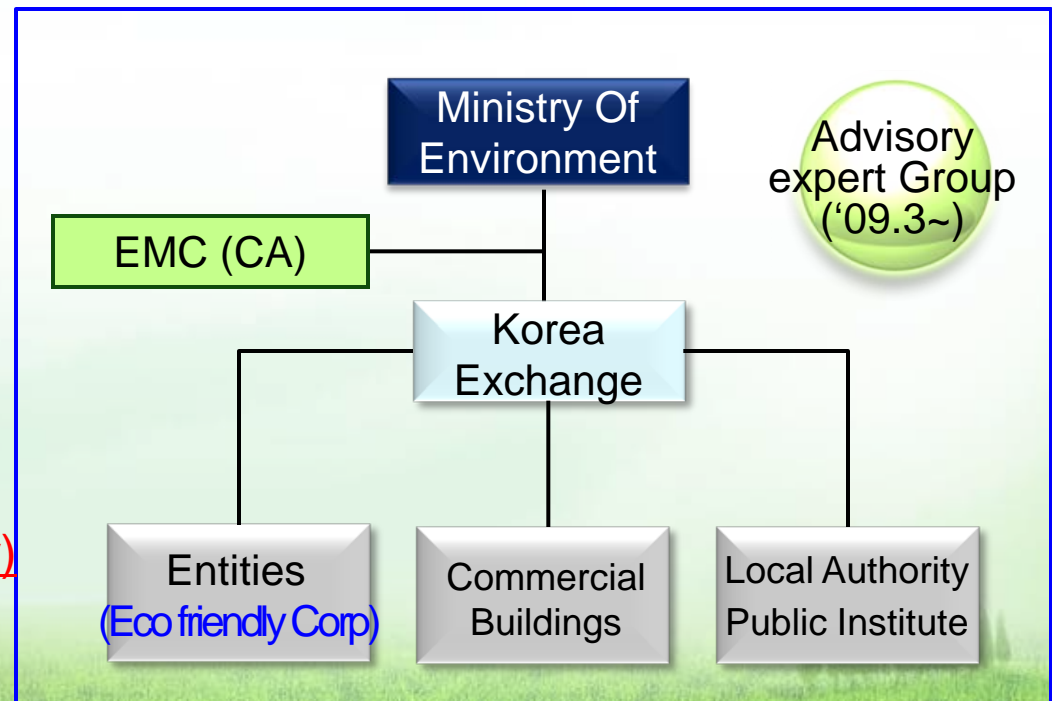 Ministry Of
Environment
Advisory
expert Group
(‘09.3~)
EMC (CA)
Korea
Exchange
)
Entities
(Eco friendly Corp)
Commercial
Buildings
Local Authority
Public Institute